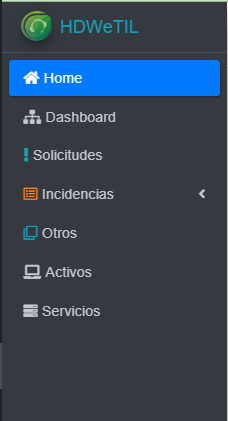 HDWeTIL
Home
Dashboard
Solicitudes
Incidencias
Otros
Activos
Servicios